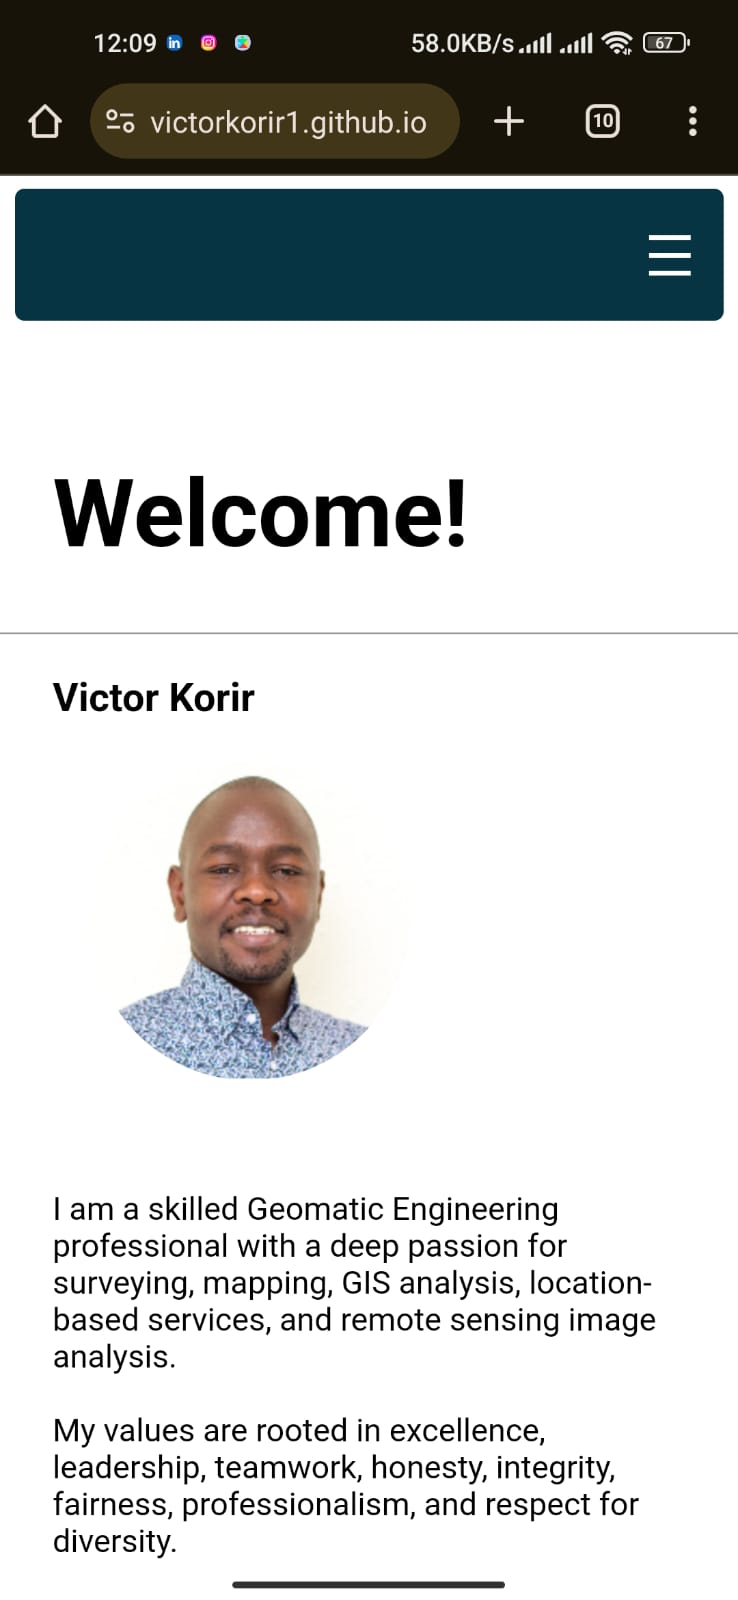 12:09 in 58.0KB/s 67
victorkorir1.github.io 10
Welcome!
Victor Korir
I am a skilled Geomatic Engineering
professional with a deep passion for
surveying, mapping, GIS analysis, location-
based services, and remote sensing image
analysis.
My values are rooted in excellence,
leadership, teamwork, honesty, integrity,
fairness, professionalism, and respect for
diversity.